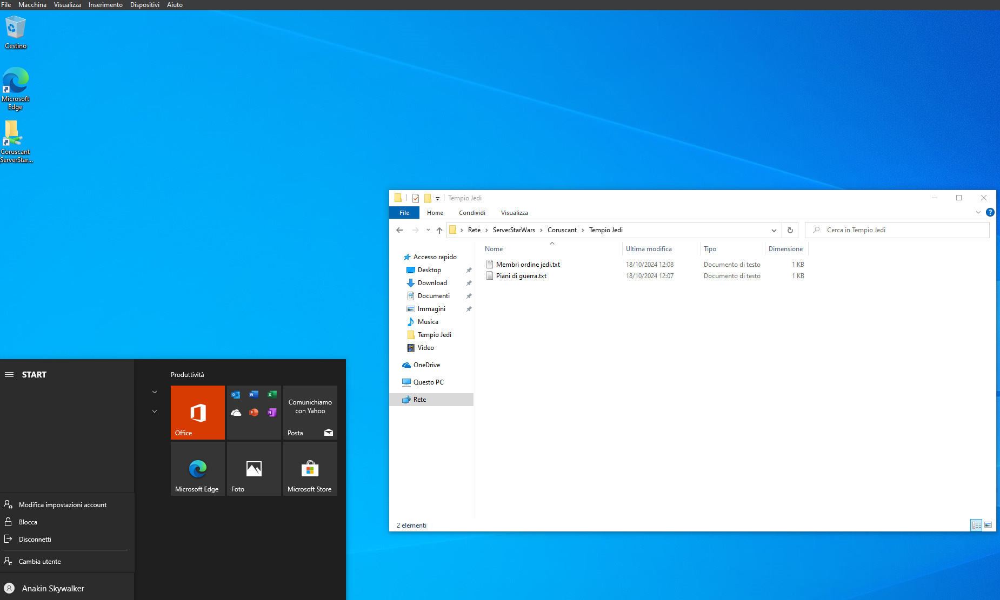 File Macchina Visualizza Inserimento Dispositivi Aiuto
Cestino
Microsoft
Edge
Coruscant
ServerStar...
Tempio Jedi
File Home Condividi Visualizza
Rete ServerStarWars Coruscant Tempio Jedi
Cerca in Tempio Jedi
Nome Ultima modifica Tipo Dimensione
Membri ordine jedi.txt 18/10/2024 12:08 Documento di testo 1 KB
Piani di guerra.txt 18/10/2024 12:07 Documento di testo 1 KB
Accesso rapido
Desktop
Download
Documenti
Immagini
Musica
Tempio Jedi
Video
OneDrive
Questo PC
Rete
2 elementi
START
Produttività
Office
Comunichiamo
con Yahoo
Posta
Microsoft Edge
Foto
Microsoft Store
Modifica impostazioni account
Blocca
Disconnetti
Cambia utente
Anakin Skywalker